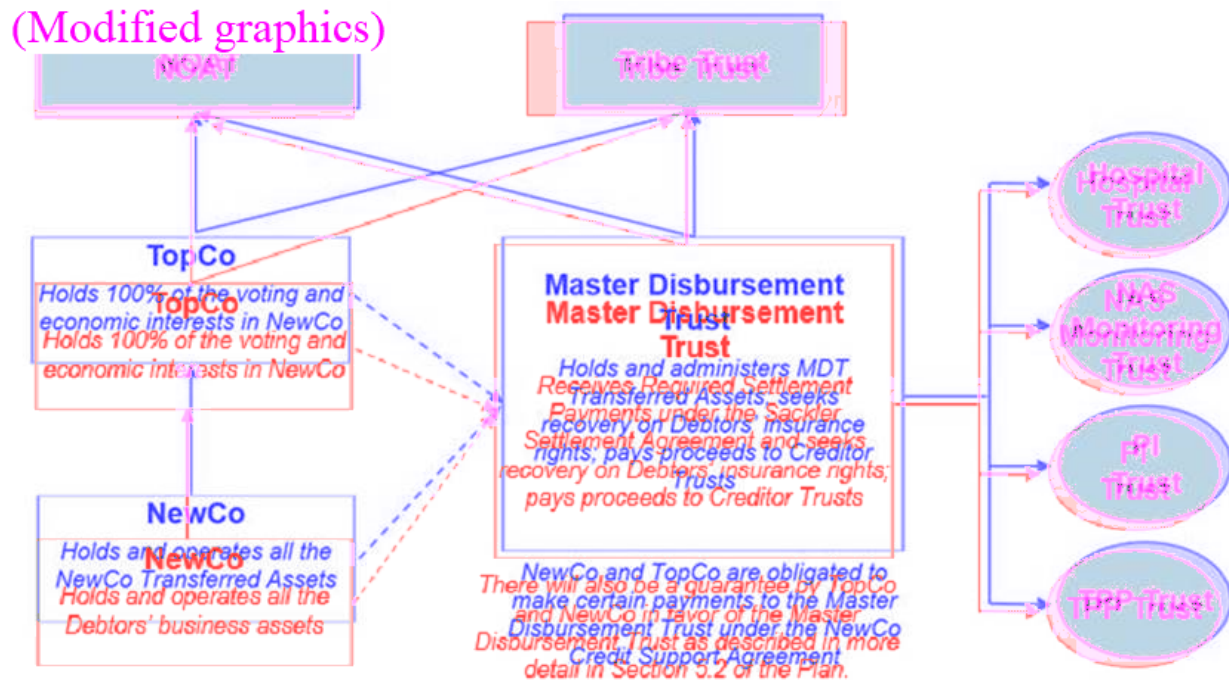 (Modified graphics)
NOAT
Tribe Trust
Hospital
Trust
TopCo
Holds 100% of the voting and
economic interests in NewCo
TopCo
Holds 100% of the voting and
economic interests in NewCo
Master Disbursement
Trust
Holds and administers MDT
Transferred Assets, seeks
recovery on Debtors' insurance
rights; pays proceeds to Creditor
Trusts
Master Disbursement
Trust
Receives Required Settlement
Payments under the Sackler
Settlement Agreement and seeks
recovery on Debtors' insurance rights;
pays proceeds to Creditor Trusts
NAS
Monitoring
Trust
PI
Trust
NewCo
Holds and operates all the
NewCo Transferred Assets
NewCo
Holds and operates all the
Debtors' business assets
NewCo and TopCo are obligated to
make certain payments to the Master
Disbursement Trust under the NewCo
Credit Support Agreement
There will also be a guarantee by TopCo
and NewCo in favor of the Master
Disbursement Trust as described in more
detail in Section 5.2 of the Plan.
TPP Trust